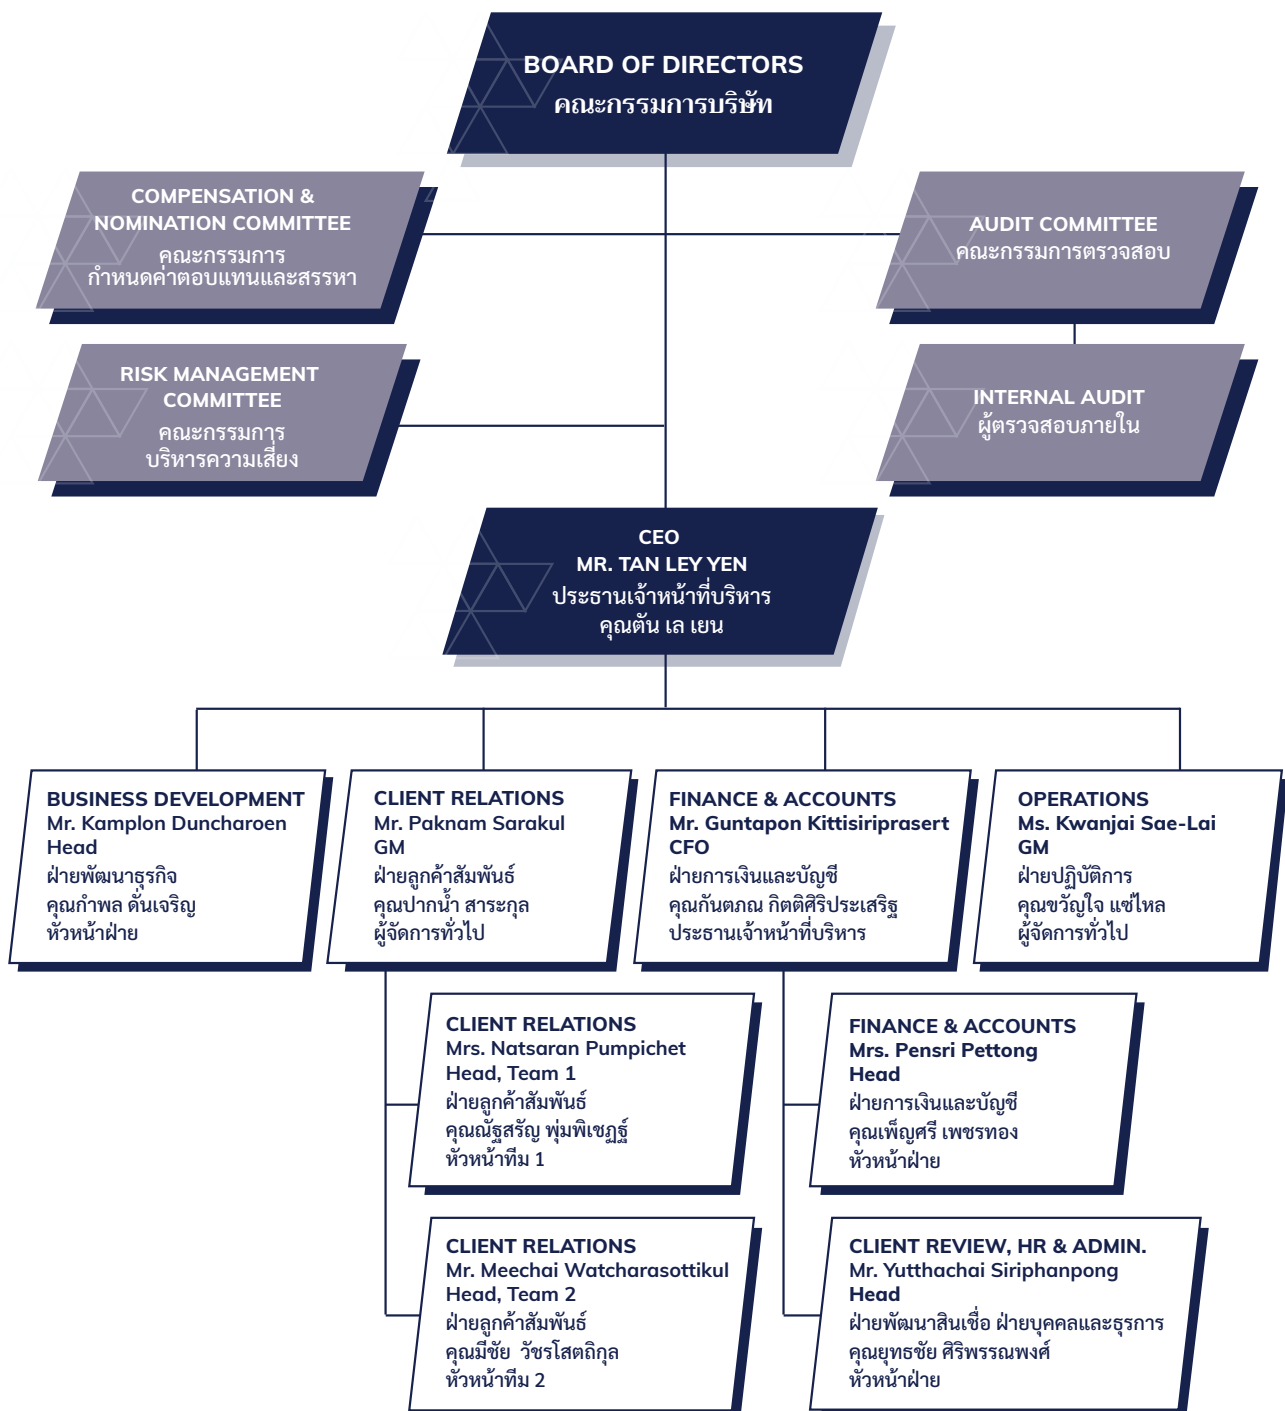 BOARD OF DIRECTORS
คณะกรรมการบริษัท
COMPENSATION &
NOMINATION COMMITTEE
คณะกรรมการ
กำหนดค่าตอบแทนและสรรหา
AUDIT COMMITTEE
คณะกรรมการตรวจสอบ
RISK MANAGEMENT
COMMITTEE
คณะกรรมการ
บริหารความเสี่ยง
INTERNAL AUDIT
ผู้ตรวจสอบภายใน
CEO
MR. TAN LEY YEN
ประธานเจ้าหน้าที่บริหาร
คุณตัน เล เยน
BUSINESS DEVELOPMENT
Mr. Kamplon Duncharoen
Head
ฝ่ายพัฒนาธุรกิจ
คุณกำพล ดั่นเจริญ
หัวหน้าฝ่าย
CLIENT RELATIONS
Mr. Paknam Sarakul
GM
ฝ่ายลูกค้าสัมพันธ์
คุณปากน้ำ สาระกุล
ผู้จัดการทั่วไป
FINANCE & ACCOUNTS
Mr. Guntapon Kittisiriprasert
CFO
ฝ่ายการเงินและบัญชี
คุณกันตภณ กิตติศิริประเสริฐ
ประธานเจ้าหน้าที่บริหาร
OPERATIONS
Ms. Kwanjai Sae-Lai
GM
ฝ่ายปฏิบัติการ
คุณขวัญใจ แซ่ไหล
ผู้จัดการทั่วไป
CLIENT RELATIONS
Mrs. Natsaran Pumpichet
Head, Team 1
ฝ่ายลูกค้าสัมพันธ์
คุณณัฐสรัญ พุ่มพิเชฏฐ์
หัวหน้าทีม 1
FINANCE & ACCOUNTS
Mrs. Pensri Pettong
Head
ฝ่ายการเงินและบัญชี
คุณเพ็ญศรี เพชรทอง
หัวหน้าฝ่าย
CLIENT RELATIONS
Mr. Meechai Watcharasottikul
Head, Team 2
ฝ่ายลูกค้าสัมพันธ์
คุณมีชัย วัชรโสตถิกุล
หัวหน้าทีม 2
CLIENT REVIEW, HR & ADMIN.
Mr. Yutthachai Siriphanpong
Head
ฝ่ายพัฒนาสินเชื่อ ฝ่ายบุคคลและธุรการ
คุณยุทธชัย ศิริพรรณพงศ์
หัวหน้าฝ่าย